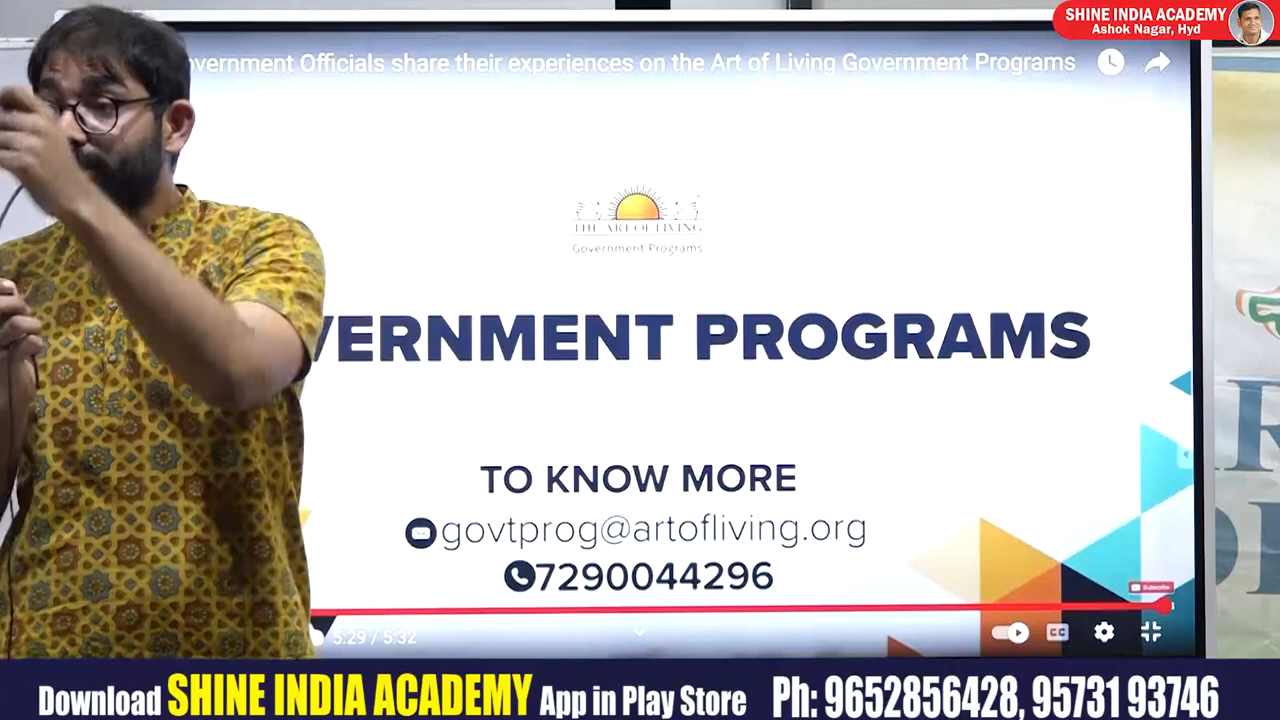 SHINE INDIA ACADEMY
Ashok Nagar, Hyd
overnment Officials share their experiences on the Art of Living Government Programs
THE ART OF LIVING
Government Programs
VERNMENT PROGRAMS
TO KNOW MORE
govtprog@artofliving.org
7290044296
Subscribe
5:29 / 5:32
CC
Download SHINE INDIA ACADEMY App in Play Store Ph: 9652856428, 95731 93746